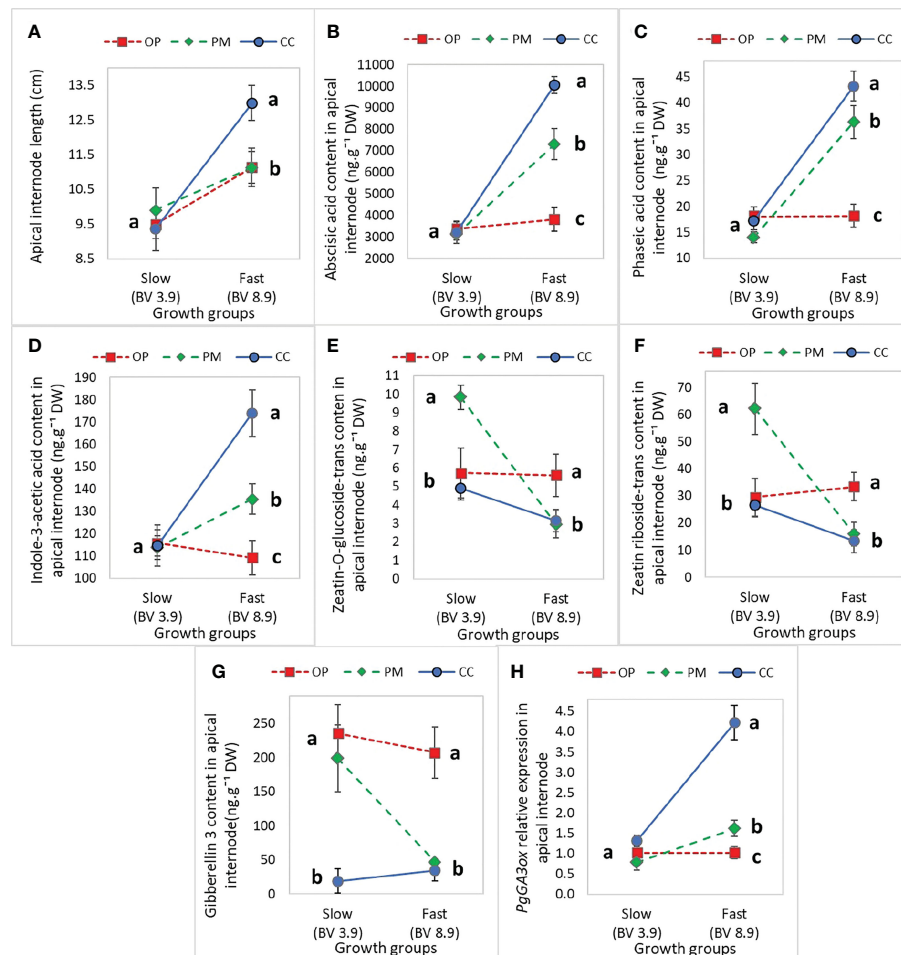 A
OP PM CC
Apical internode length (cm)
13.5
11.5
10.5
9.5
8.5
a
a
b
Slow Fast
(BV 3.9) (BV 8.9)
Growth groups
B
OP PM CC
Abscisic acid content in apical
internode (ng.g⁻¹ DW)
11000
10000
9000
8000
7000
6000
5000
4000
3000
2000
a
a
b
c
Slow Fast
(BV 3.9) (BV 8.9)
Growth groups
C
OP PM CC
Phaseic acid content in apical
internode (ng.g⁻¹ DW)
45
40
35
30
25
20
15
10
a
a
b
c
Slow Fast
(BV 3.9) (BV 8.9)
Growth groups
D
OP PM CC
Indole-3-acetic acid content in
apical internode (ng.g⁻¹ DW)
190
180
170
160
150
140
130
120
110
100
a
a
b
c
Slow Fast
(BV 3.9) (BV 8.9)
Growth groups
E
OP PM CC
Zeatin-O-glucoside-trans conten in
apical internode (ng.g⁻¹ DW)
11
10
9
8
7
6
5
4
3
2
1
0
a
b
a
b
Slow Fast
(BV 3.9) (BV 8.9)
Growth groups
F
OP PM CC
Zeatin riboside-trans content in
apical internode (ng.g⁻¹ DW)
70
60
50
40
30
20
10
0
a
b
a
b
Slow Fast
(BV 3.9) (BV 8.9)
Growth groups
G
OP PM CC
Gibberellin 3 content in apical
internode(ng.g⁻¹ DW)
250
200
150
100
50
0
a
b
a
b
Slow Fast
(BV 3.9) (BV 8.9)
Growth groups
H
OP PM CC
PgGA3ox relative expression in
apical internode
4.5
4.0
3.5
3.0
2.5
2.0
1.5
1.0
0.5
0.0
a
a
b
c
Slow Fast
(BV 3.9) (BV 8.9)
Growth groups